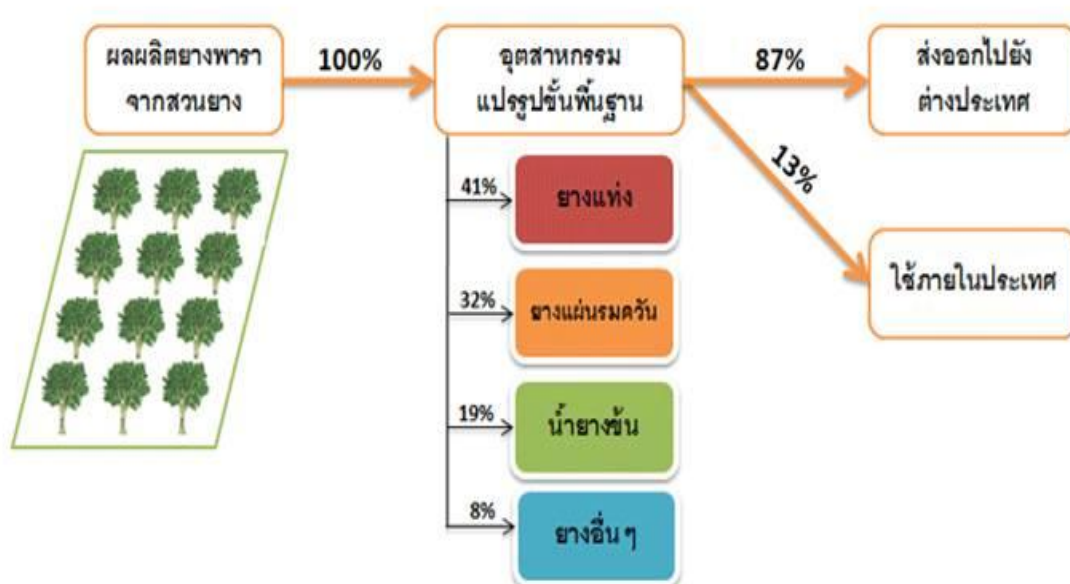 ผลผลิตยางพารา
จากสวนยาง
100%
อุตสาหกรรม
แปรรูปขั้นพื้นฐาน
87%
ส่งออกไปยัง
ต่างประเทศ
13%
ใช้ภายในประเทศ
41%
ยางแท่ง
32%
ยางแผ่นรมควัน
19%
น้ำยางข้น
8%
ยางอื่น ๆ